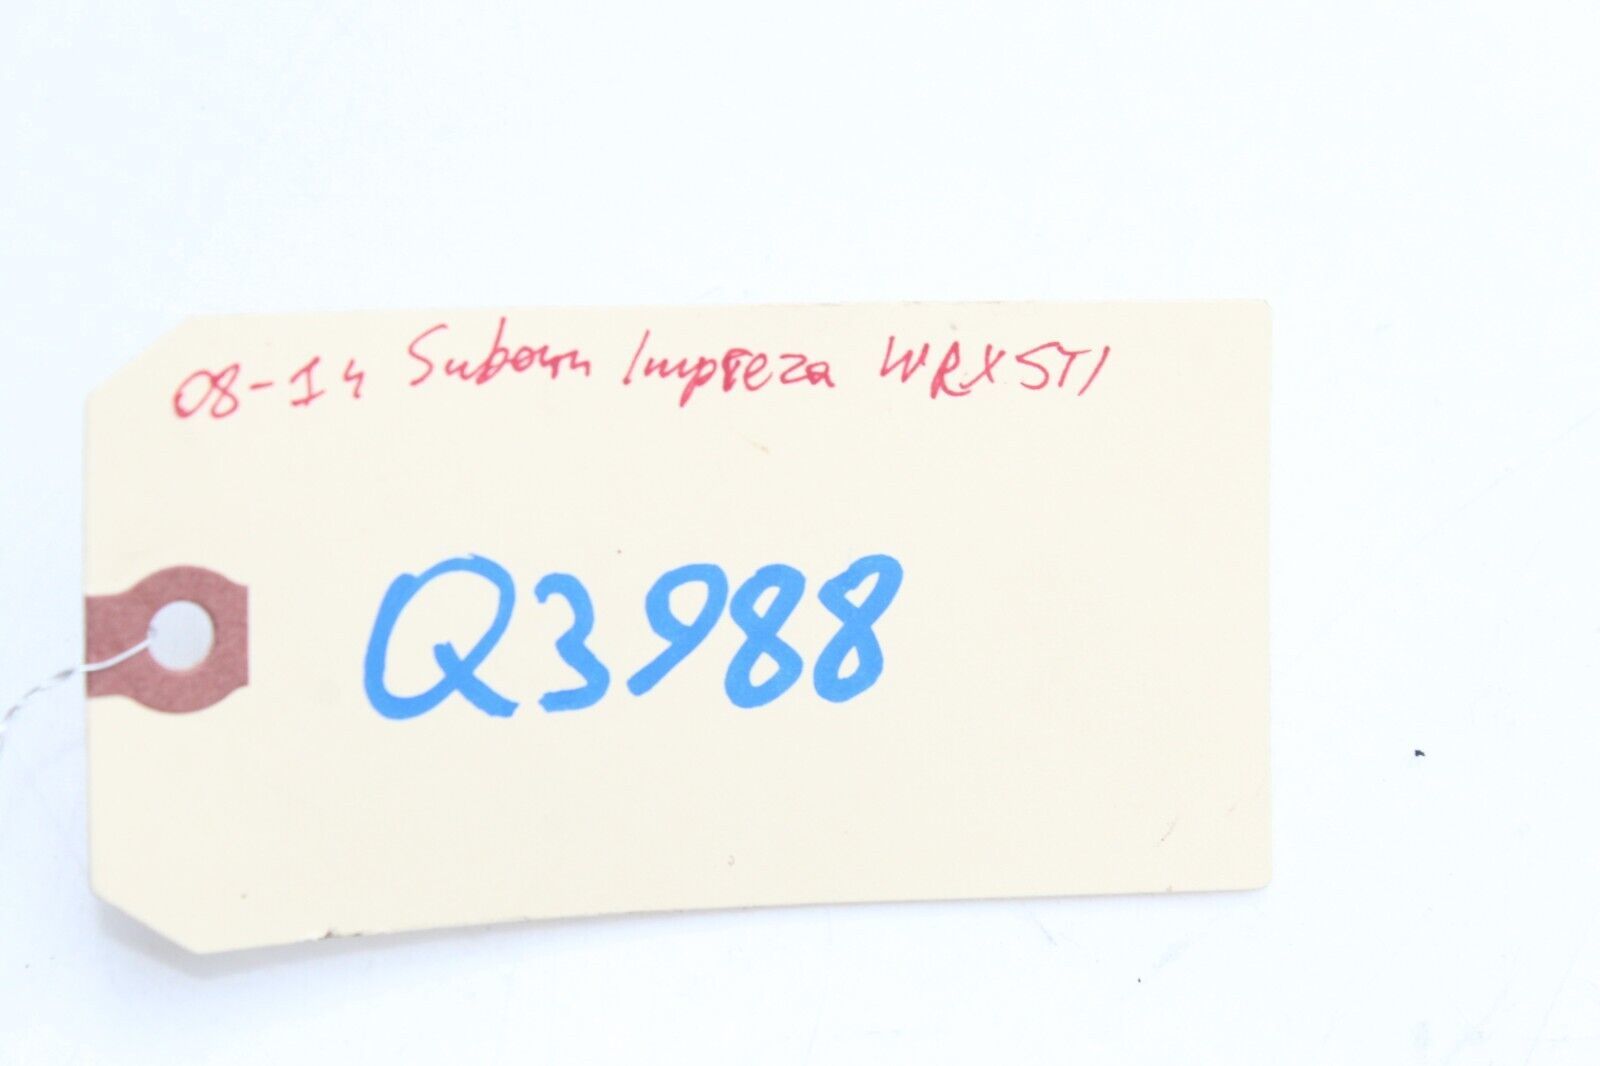 08-14 Subaru Impreza WRX STI
Q3988